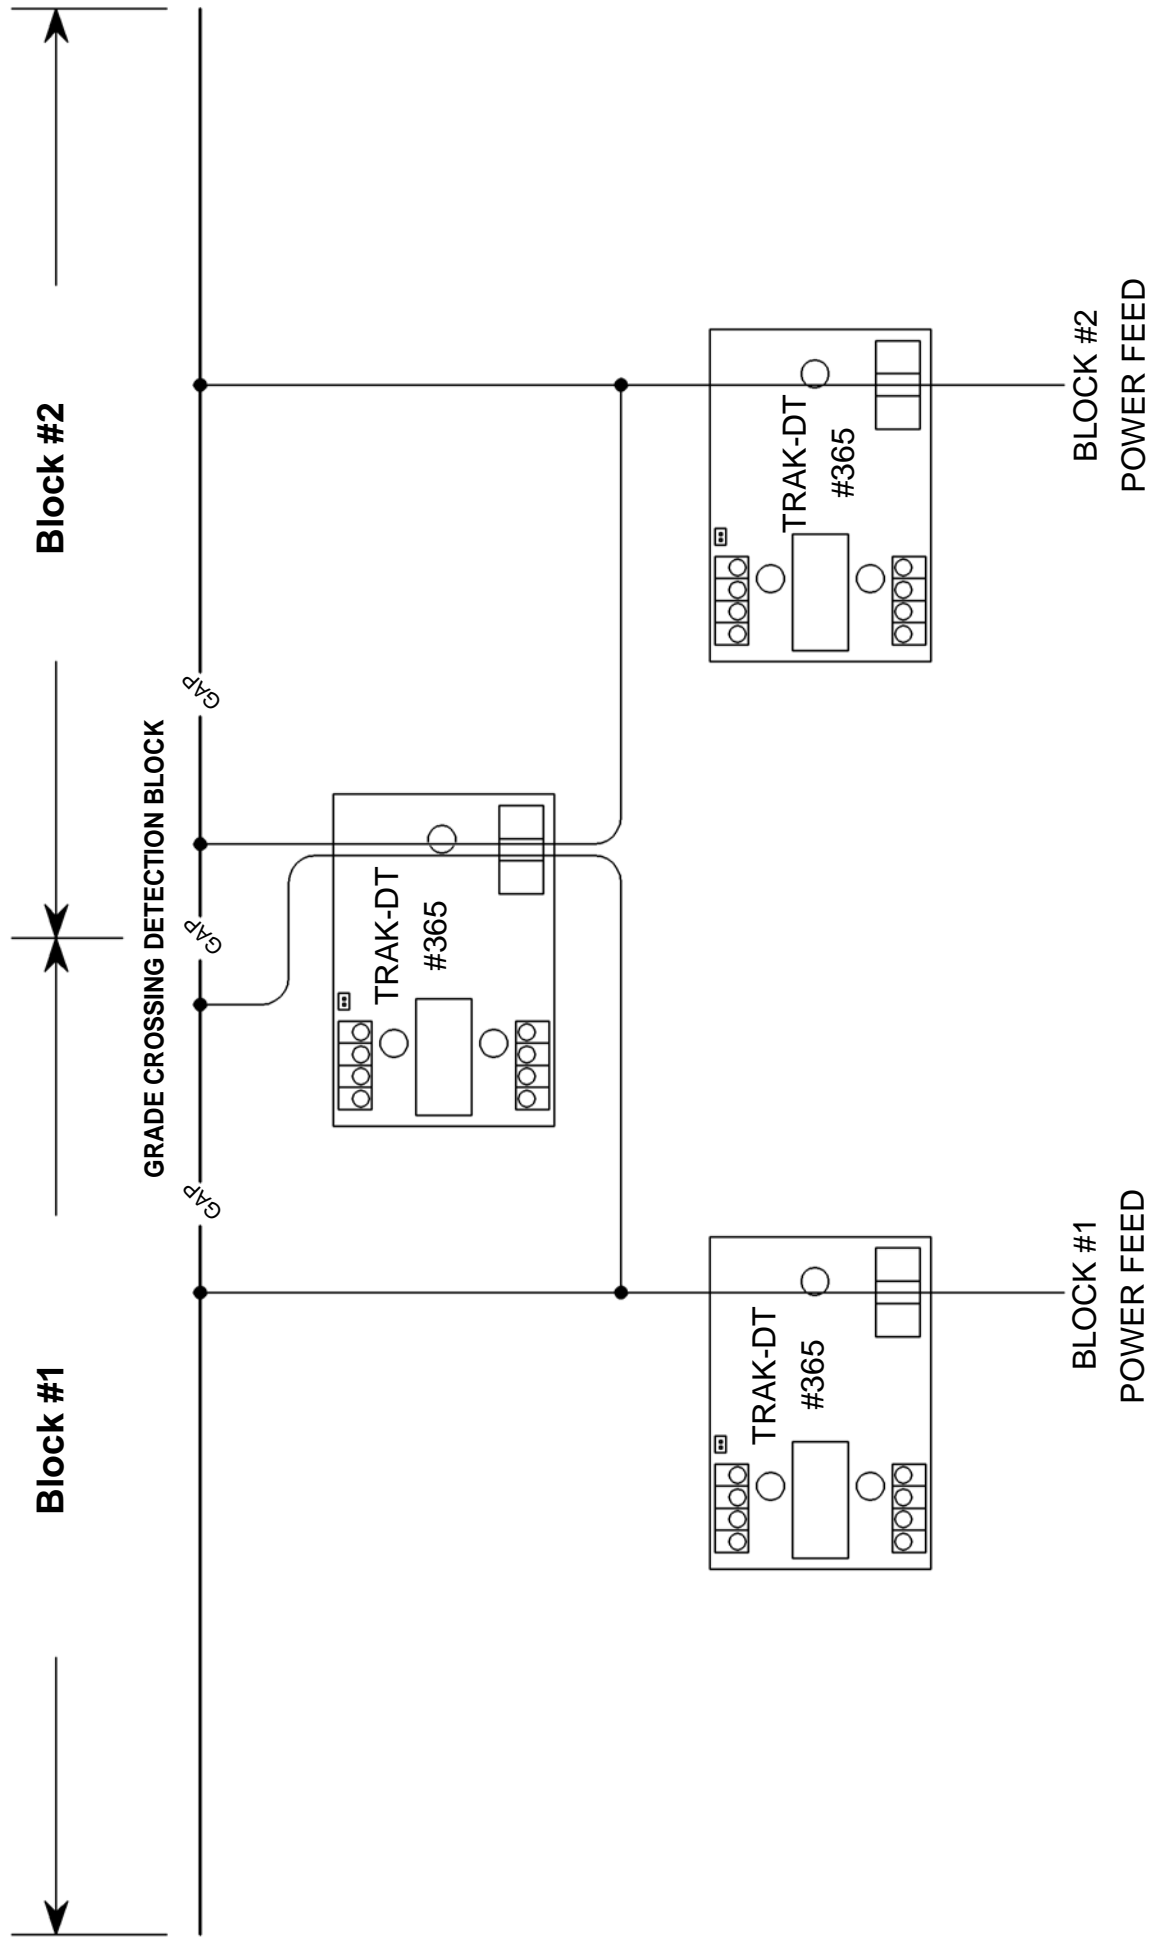 Block #1
Block #2
GRADE CROSSING DETECTION BLOCK
GAP
GAP
GAP
TRAK-DT
#365
TRAK-DT
#365
TRAK-DT
#365
BLOCK #1
POWER FEED
BLOCK #2
POWER FEED